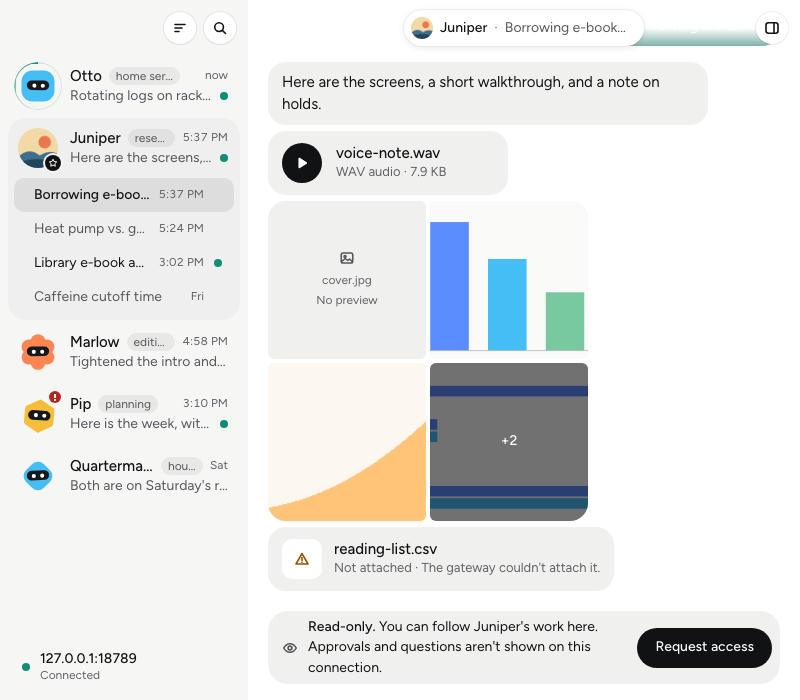 Otto home ser... now
Rotating logs on rack...
Juniper rese... 5:37 PM
Here are the screens,...
Borrowing e-boo... 5:37 PM
Heat pump vs. g... 5:24 PM
Library e-book a... 3:02 PM
Caffeine cutoff time Fri
Marlow editi... 4:58 PM
Tightened the intro and...
Pip planning 3:10 PM
Here is the week, wit...
Quarterma... hou... Sat
Both are on Saturday's r...
127.0.0.1:18789
Connected
Juniper · Borrowing e-book...
Here are the screens, a short walkthrough, and a note on
holds.
voice-note.wav
WAV audio · 7.9 KB
cover.jpg
No preview
+2
reading-list.csv
Not attached · The gateway couldn't attach it.
Read-only. You can follow Juniper's work here.
Approvals and questions aren't shown on this
connection.
Request access